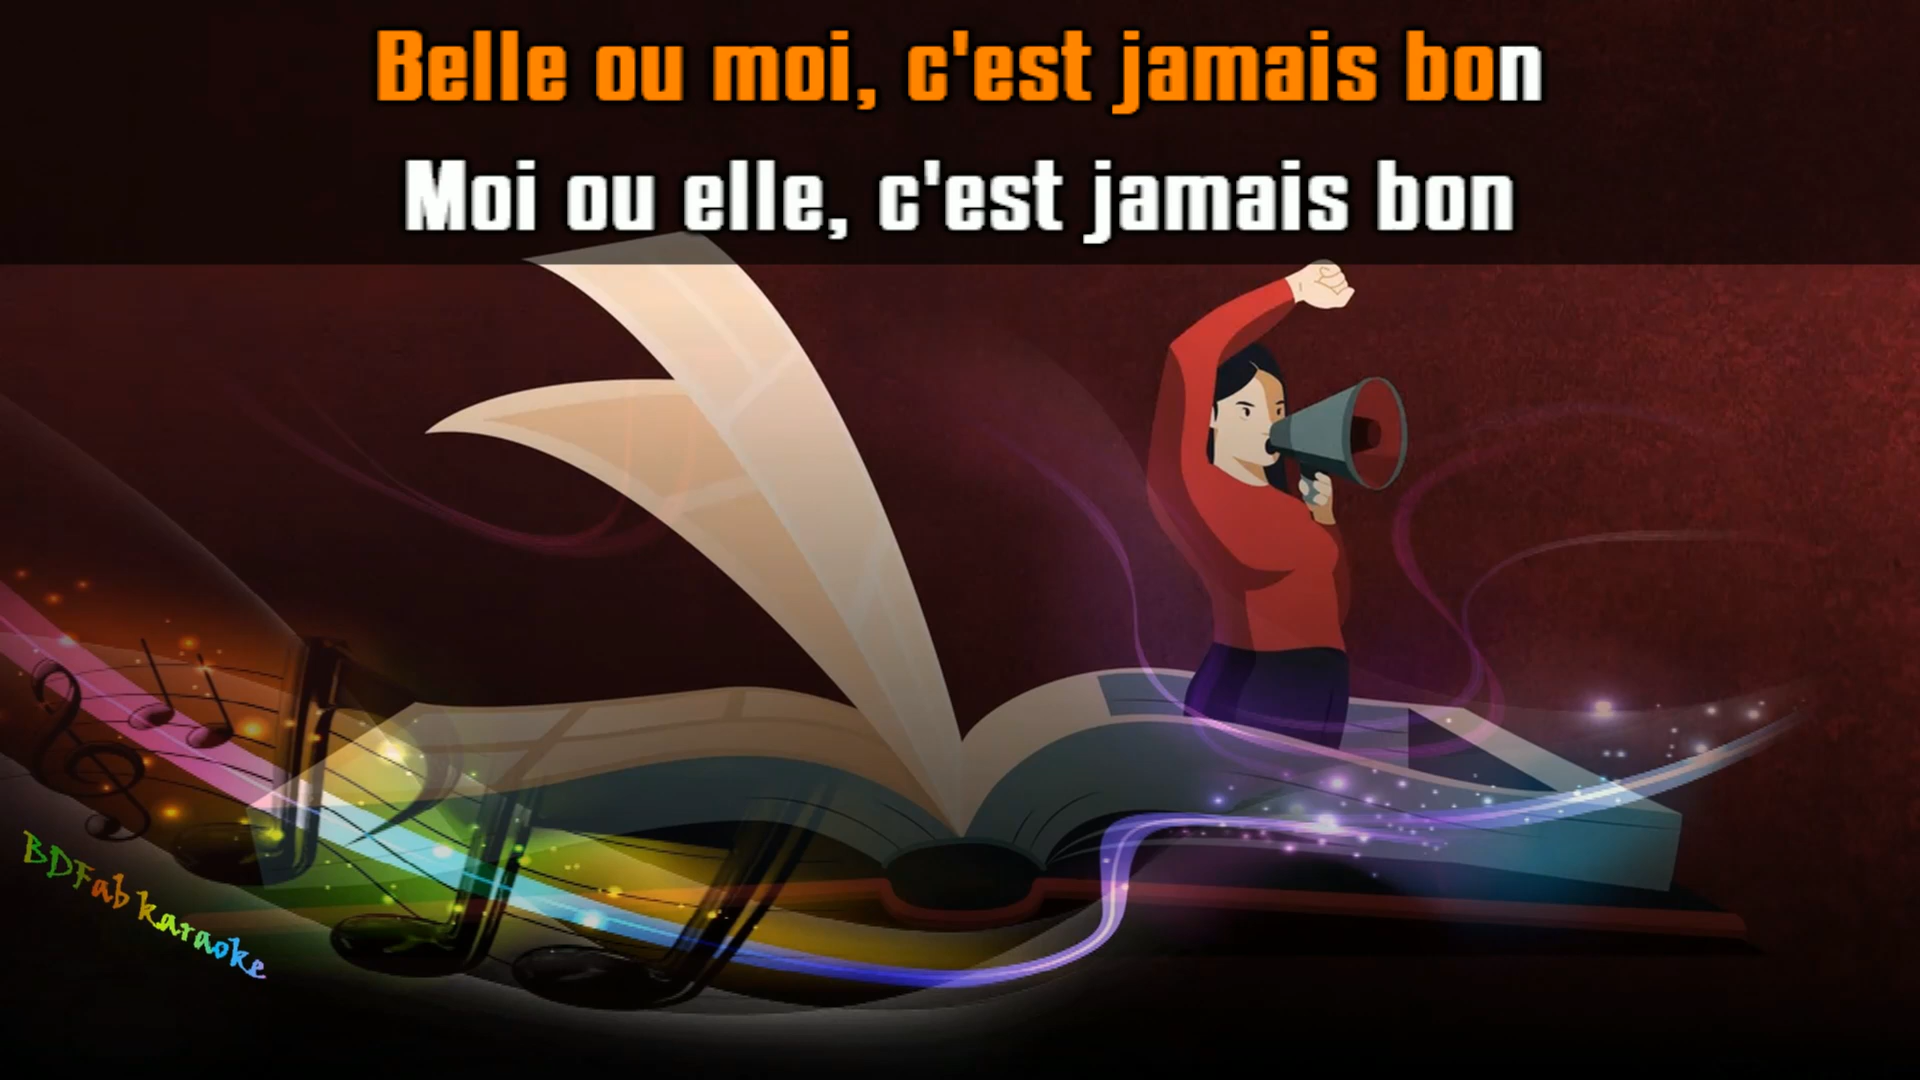 Belle ou moi, c'est jamais bon
Moi ou elle, c'est jamais bon
BDFab karaoke